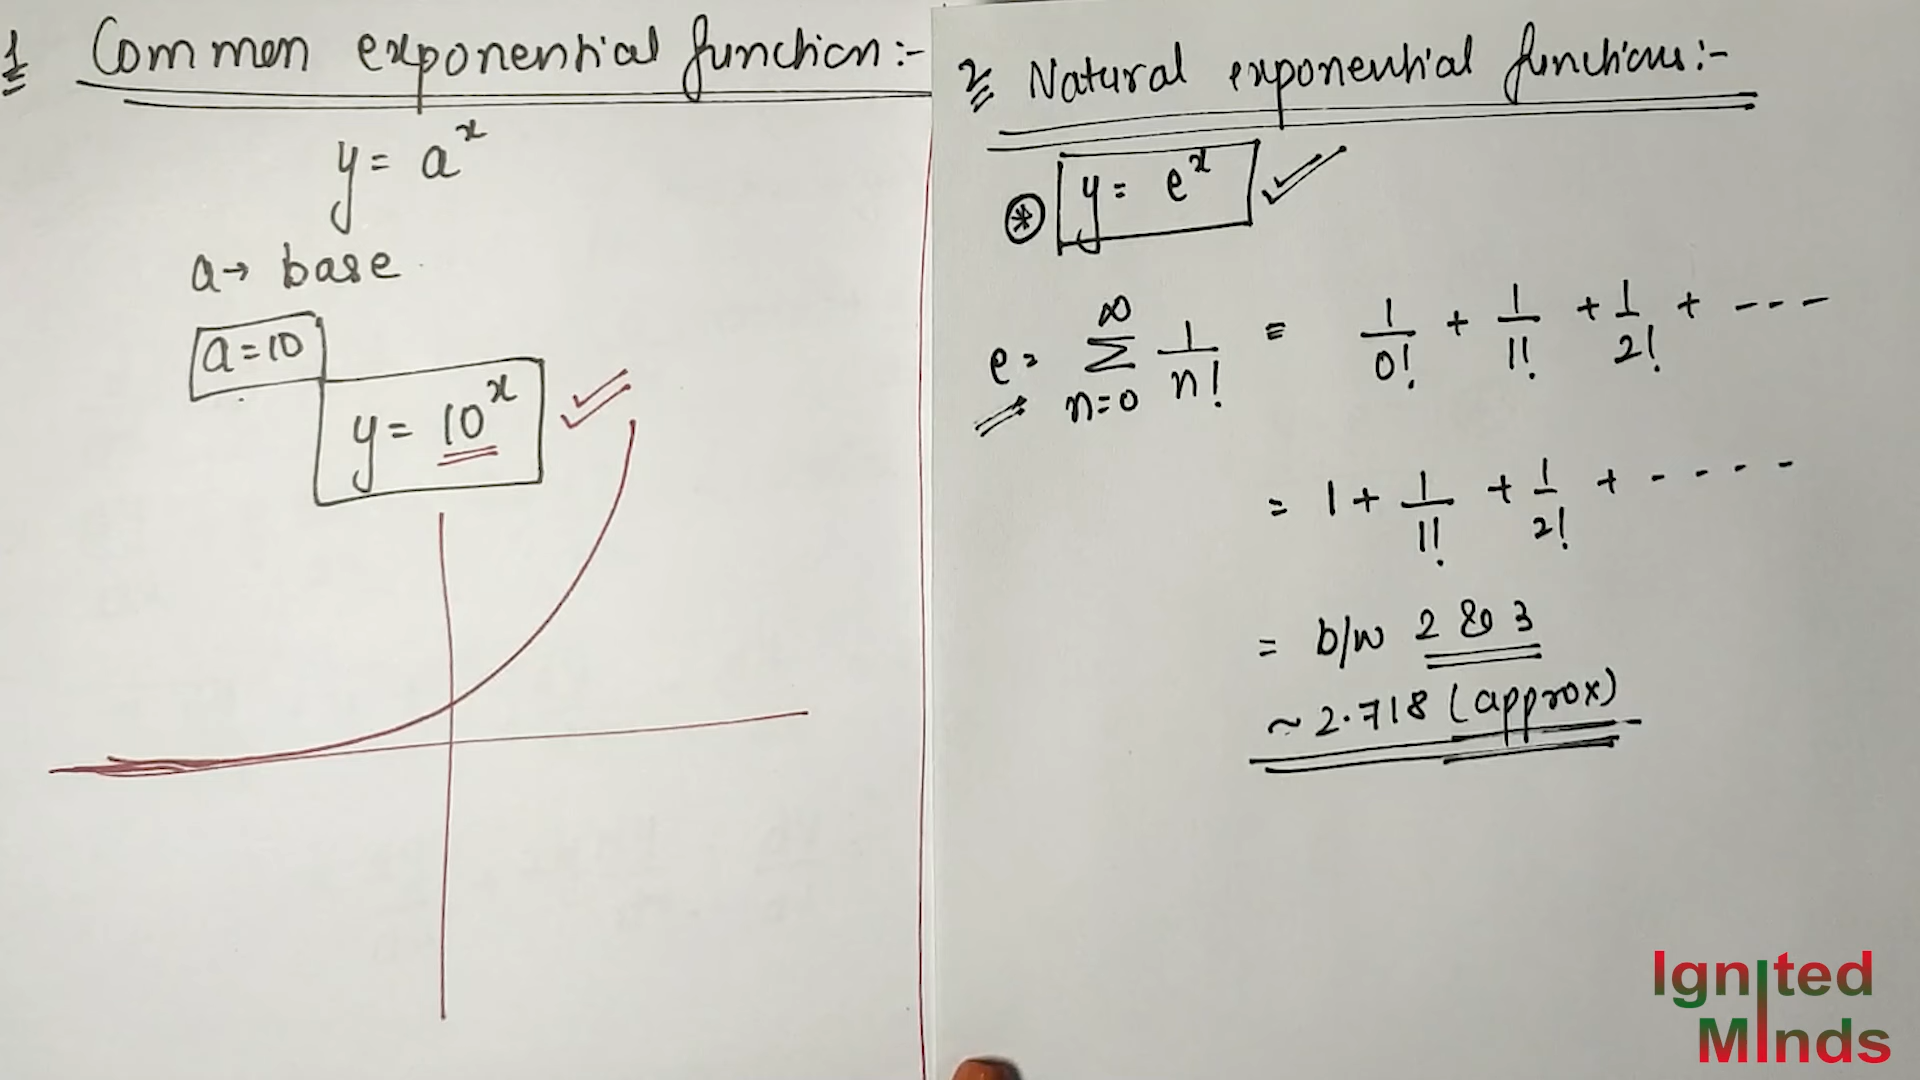 1 Common exponential function:-
y = a^x
a → base
a = 10
y = 10^x
2 Natural exponential functions:-
* y = e^x
e = ∞ Σ n=0 1/n! = 1/0! + 1/1! + 1/2! + ---
= 1 + 1/1! + 1/2! + ----
= b/w 2 & 3
~ 2.718 (approx)
Ignited
Minds